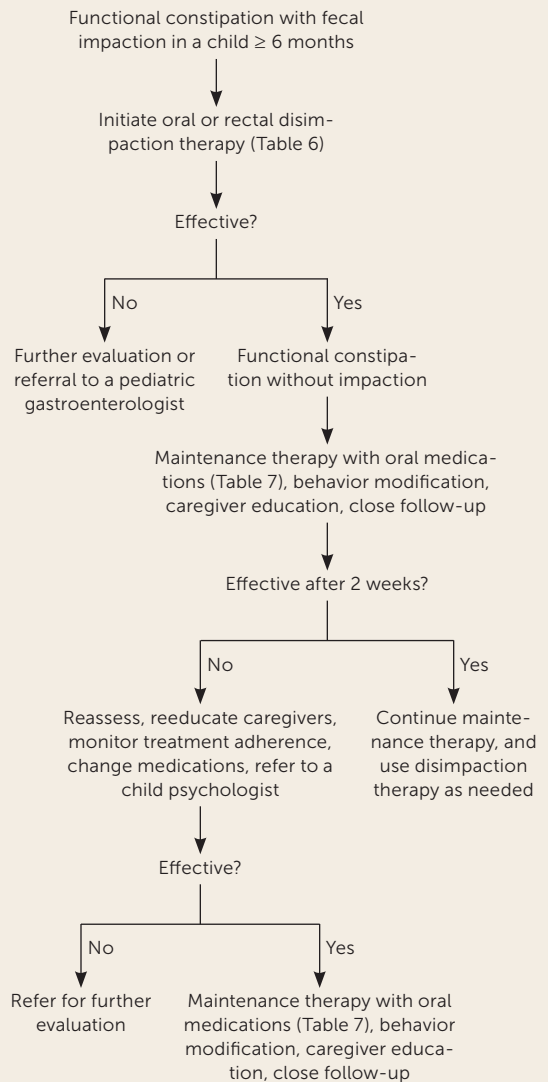 Functional constipation with fecal
impaction in a child ≥ 6 months
Initiate oral or rectal disim-
paction therapy (Table 6)
Effective?
No
Yes
Further evaluation or
referral to a pediatric
gastroenterologist
Functional constipa-
tion without impaction
Maintenance therapy with oral medica-
tions (Table 7), behavior modification,
caregiver education, close follow-up
Effective after 2 weeks?
No
Yes
Reassess, reeducate caregivers,
monitor treatment adherence,
change medications, refer to a
child psychologist
Continue mainte-
nance therapy, and
use disimpaction
therapy as needed
Effective?
No
Yes
Refer for further
evaluation
Maintenance therapy with oral
medications (Table 7), behavior
modification, caregiver educa-
tion, close follow-up